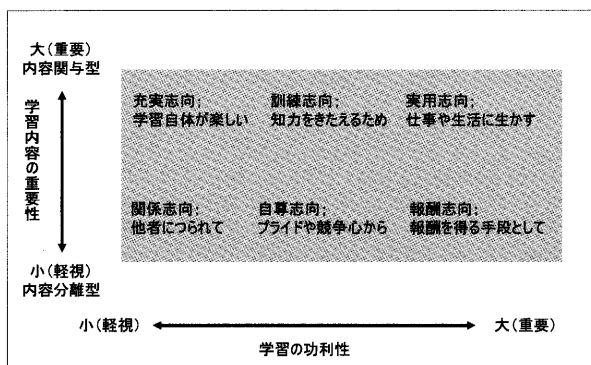 大(重要)
内容関与型
学習内容の重要性
充実志向; 訓練志向; 実用志向;
学習自体が楽しい 知力をきたえるため 仕事や生活に生かす
関係志向; 自尊志向; 報酬志向;
他者につられて プライドや競争心から 報酬を得る手段として
小(軽視)
内容分離型
小(軽視) 大(重要)
学習の功利性